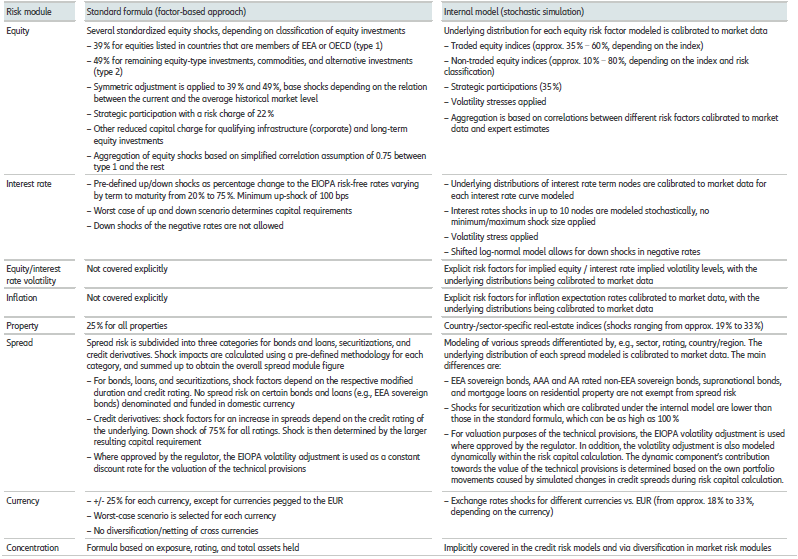 Risk module Standard formula (factor-based approach) Internal model (stochastic simulation)
Equity
Several standardized equity shocks, depending on classification of equity investments
– 39% for equities listed in countries that are members of EEA or OECD (type 1)
– 49% for remaining equity-type investments, commodities, and alternative investments
(type 2)
– Symmetric adjustment is applied to 39% and 49%, base shocks depending on the relation
between the current and the average historical market level
– Strategic participation with a risk charge of 22%
– Other reduced capital charge for qualifying infrastructure (corporate) and long-term
equity investments
– Aggregation of equity shocks based on simplified correlation assumption of 0.75 between
type 1 and the rest
Underlying distribution for each equity risk factor modeled is calibrated to market data
– Traded equity indices (approx. 35% – 60%, depending on the index)
– Non-traded equity indices (approx. 10% – 80%, depending on the index and risk
classification)
– Strategic participations (35%)
– Volatility stresses applied
– Aggregation is based on correlations between different risk factors calibrated to market
data and expert estimates
Interest rate
– Pre-defined up/down shocks as percentage change to the EIOPA risk-free rates varying
by term to maturity from 20% to 75%. Minimum up-shock of 100 bps
– Worst case of up and down scenario determines capital requirements
– Down shocks of the negative rates are not allowed
– Underlying distributions of interest rate term nodes are calibrated to market data for
each interest rate curve modeled
– Interest rates shocks in up to 10 nodes are modeled stochastically, no
minimum/maximum shock size applied
– Volatility stress applied
– Shifted log-normal model allows for down shocks in negative rates
Equity/interest
rate volatility
Not covered explicitly
Explicit risk factors for implied equity / interest rate implied volatility levels, with the
underlying distributions being calibrated to market data
Inflation
Not covered explicitly
Explicit risk factors for inflation expectation rates calibrated to market data, with the
underlying distributions being calibrated to market data
Property
25% for all properties
Country-/sector-specific real-estate indices (shocks ranging from approx. 19% to 33%)
Spread
Spread risk is subdivided into three categories for bonds and loans, securitizations, and
credit derivatives. Shock impacts are calculated using a pre-defined methodology for each
category, and summed up to obtain the overall spread module figure
– For bonds, loans, and securitizations, shock factors depend on the respective modified
duration and credit rating. No spread risk on certain bonds and loans (e.g., EEA sovereign
bonds) denominated and funded in domestic currency
– Credit derivatives: shock factors for an increase in spreads depend on the credit rating of
the underlying. Down shock of 75% for all ratings. Shock is then determined by the larger
resulting capital requirement
– Where approved by the regulator, the EIOPA volatility adjustment is used as a constant
discount rate for the valuation of the technical provisions
Modeling of various spreads differentiated by, e.g., sector, rating, country/region. The
underlying distribution of each spread modeled is calibrated to market data. The main
differences are:
– EEA sovereign bonds, AAA and AA rated non-EEA sovereign bonds, supranational bonds,
and mortgage loans on residential property are not exempt from spread risk
– Shocks for securitization which are calibrated under the internal model are lower than
those in the standard formula, which can be as high as 100%
– For valuation purposes of the technical provisions, the EIOPA volatility adjustment is used
where approved by the regulator. In addition, the volatility adjustment is also modeled
dynamically within the risk capital calculation. The dynamic component's contribution
towards the value of the technical provisions is determined based on the own portfolio
movements caused by simulated changes in credit spreads during risk capital calculation.
Currency
– +/- 25% for each currency, except for currencies pegged to the EUR
– Worst-case scenario is selected for each currency
– No diversification/netting of cross currencies
– Exchange rates shocks for different currencies vs. EUR (from approx. 18% to 33%,
depending on the currency)
Concentration
Formula based on exposure, rating, and total assets held
Implicitly covered in the credit risk models and via diversification in market risk modules